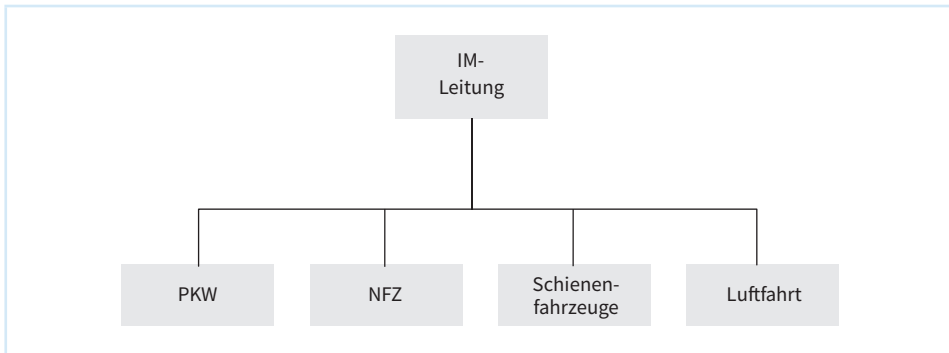 IM-
Leitung
PKW
NFZ
Schienen-
fahrzeuge
Luftfahrt